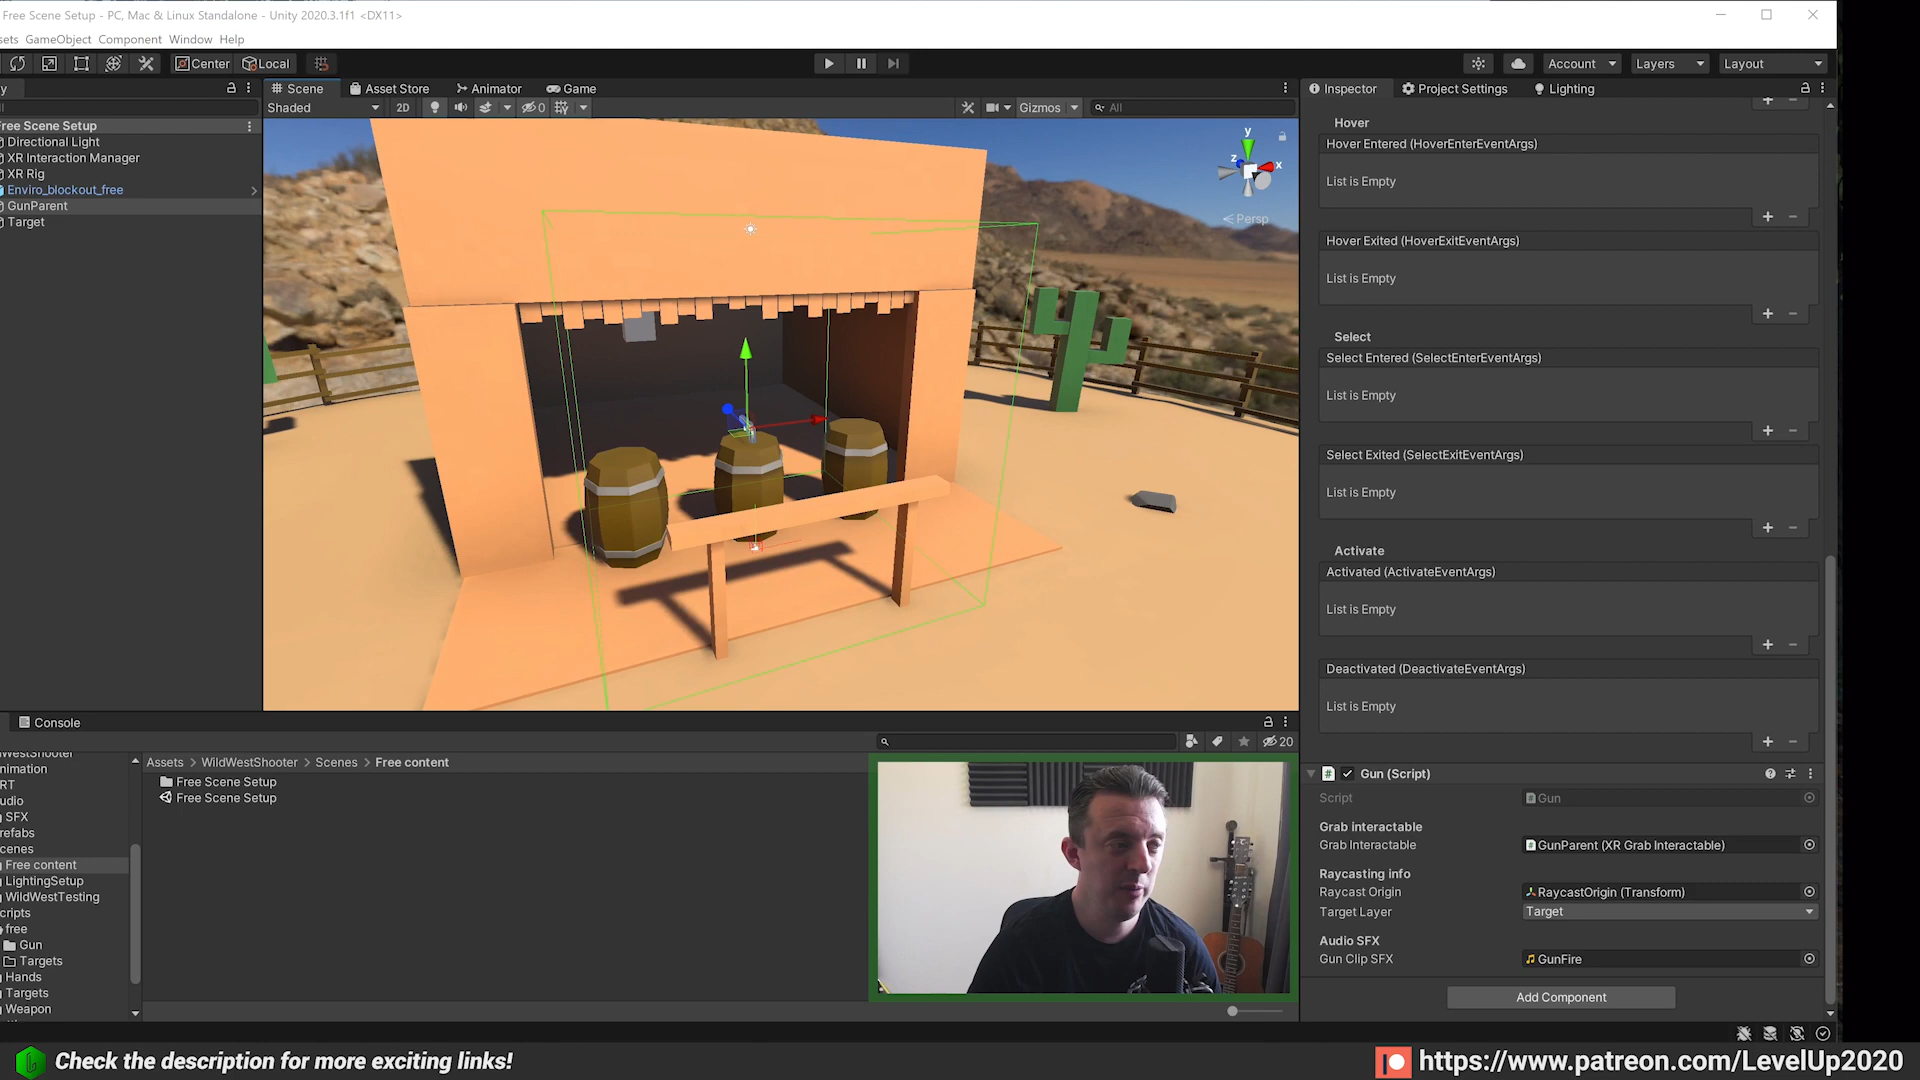 Free Scene Setup - PC, Mac & Linux Standalone - Unity 2020.3.1f1 <DX11>
sets GameObject Component Window Help
Center Local
Account Layers Layout
y
Scene Asset Store Animator Game
Shaded 2D 0 Gizmos All
Free Scene Setup
Directional Light
XR Interaction Manager
XR Rig
Enviro_blockout_free
GunParent
Target
y
z x
Persp
Inspector Project Settings Lighting
Hover
Hover Entered (HoverEnterEventArgs)
List is Empty
Hover Exited (HoverExitEventArgs)
List is Empty
Select
Select Entered (SelectEnterEventArgs)
List is Empty
Select Exited (SelectExitEventArgs)
List is Empty
Activate
Activated (ActivateEventArgs)
List is Empty
Deactivated (DeactivateEventArgs)
List is Empty
Gun (Script)
Script Gun
Grab interactable
Grab Interactable GunParent (XR Grab Interactable)
Raycasting info
Raycast Origin RaycastOrigin (Transform)
Target Layer Target
Audio SFX
Gun Clip SFX GunFire
Add Component
Console
20
WestShooter
nimation
RT
udio
SFX
refabs
cenes
Free content
LightingSetup
WildWestTesting
cripts
free
Gun
Targets
Hands
Targets
Weapon
Assets > WildWestShooter > Scenes > Free content
Free Scene Setup
Free Scene Setup
Check the description for more exciting links!
https://www.patreon.com/LevelUp2020